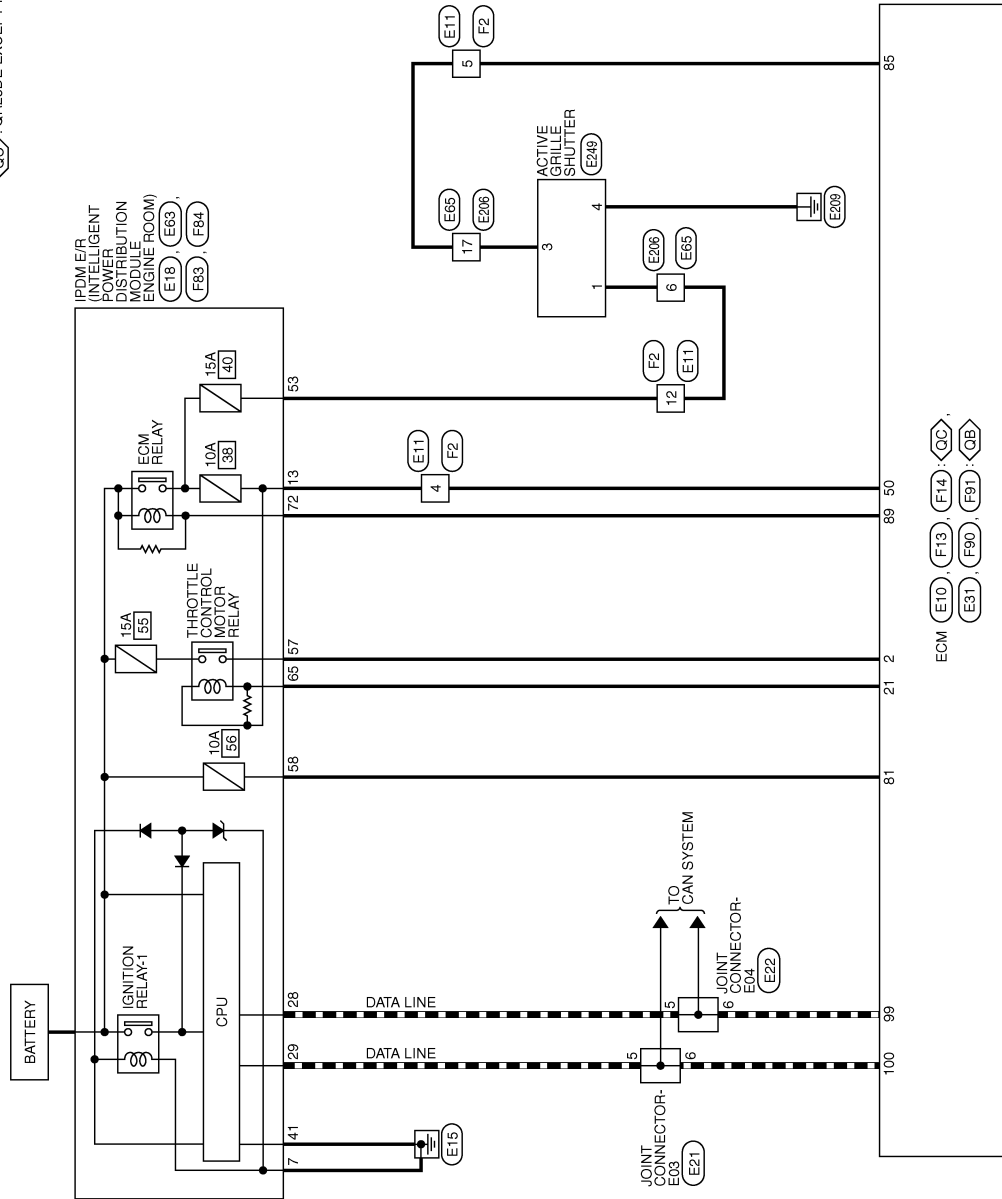 BATTERY
IGNITION
RELAY-1
CPU
10A
56
15A
55
THROTTLE
CONTROL
MOTOR
RELAY
ECM
RELAY
10A
38
15A
40
IPDM E/R
(INTELLIGENT
POWER
DISTRIBUTION
MODULE
ENGINE ROOM)
E18 , E63 ,
F83 , F84
7
41
29
28
58
65
57
72
13
53
E15
DATA LINE
DATA LINE
E11
F2
4
E65
E206
17
E11
F2
5
ACTIVE
GRILLE
SHUTTER
E249
3
1
4
E206
E65
6
F2
E11
12
E209
JOINT
CONNECTOR-
E03
E21
5
6
JOINT
CONNECTOR-
E04
E22
5
6
TO
CAN SYSTEM
100
99
81
21
2
89
50
85
ECM E10 , F13 , F14 : QC ,
E31 , F90 , F91 : QB